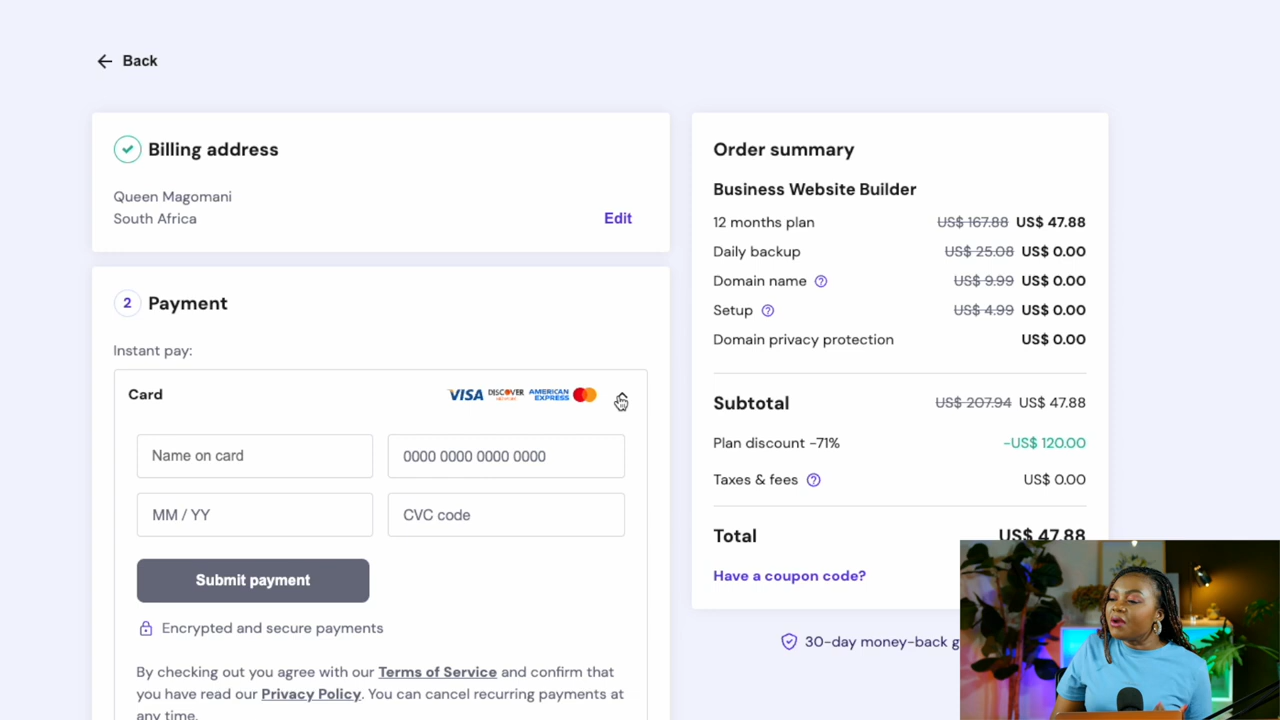 Back
Billing address
Queen Magomani
South Africa
Edit
2 Payment
Instant pay:
Card
VISA DISCOVER AMERICAN EXPRESS
Name on card
0000 0000 0000 0000
MM / YY
CVC code
Submit payment
Encrypted and secure payments
By checking out you agree with our Terms of Service and confirm that
you have read our Privacy Policy. You can cancel recurring payments at
any time.
Order summary
Business Website Builder
12 months plan US$ 167.88 US$ 47.88
Daily backup US$ 25.08 US$ 0.00
Domain name ? US$ 9.99 US$ 0.00
Setup ? US$ 4.99 US$ 0.00
Domain privacy protection US$ 0.00
Subtotal US$ 207.94 US$ 47.88
Plan discount -71% -US$ 120.00
Taxes & fees ? US$ 0.00
Total US$ 47.88
Have a coupon code?
30-day money-back g